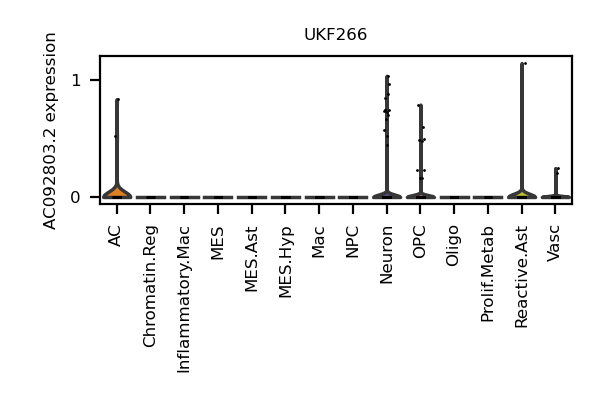 UKF266
AC092803.2 expression
1
0
AC
Chromatin.Reg
Inflammatory.Mac
MES
MES.Ast
MES.Hyp
Mac
NPC
Neuron
OPC
Oligo
Prolif.Metab
Reactive.Ast
Vasc